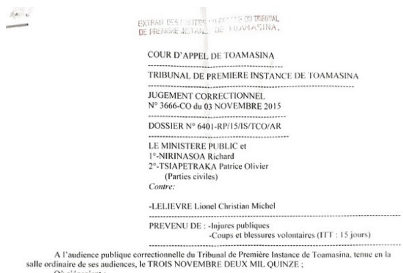 EXTRAIT DES MINUTES DU GREFFE DU TRIBUNAL
DE PREMIERE INSTANCE DE TOAMASINA.
COUR D'APPEL DE TOAMASINA
TRIBUNAL DE PREMIERE INSTANCE DE TOAMASINA
JUGEMENT CORRECTIONNEL
N° 3666-CO du 03 NOVEMBRE 2015
DOSSIER N° 6401-RP/15/IS/TCO/AR
LE MINISTERE PUBLIC et
1°-NIRINASOA Richard
2°-TSIAPETRAKA Patrice Olivier
(Parties civiles)
Contre:
-LELIEVRE Lionel Christian Michel
PREVENU DE : -Injures publiques
-Coups et blessures volontaires (ITT : 15 jours)
A l'audience publique correctionnelle du Tribunal de Première Instance de Toamasina, tenue en la
salle ordinaire de ses audiences, le TROIS NOVEMBRE DEUX MIL QUINZE ;